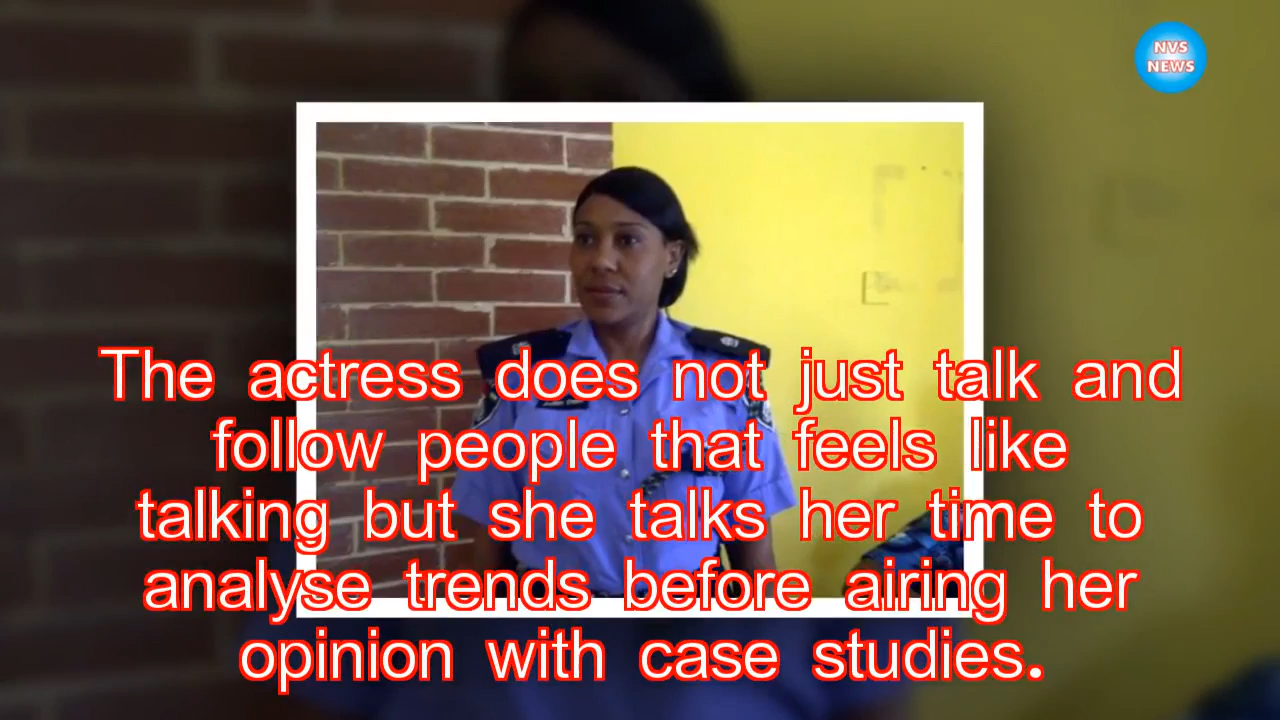 NVS
NEWS
The actress does not just talk and
follow people that feels like
talking but she talks her time to
analyse trends before airing her
opinion with case studies.